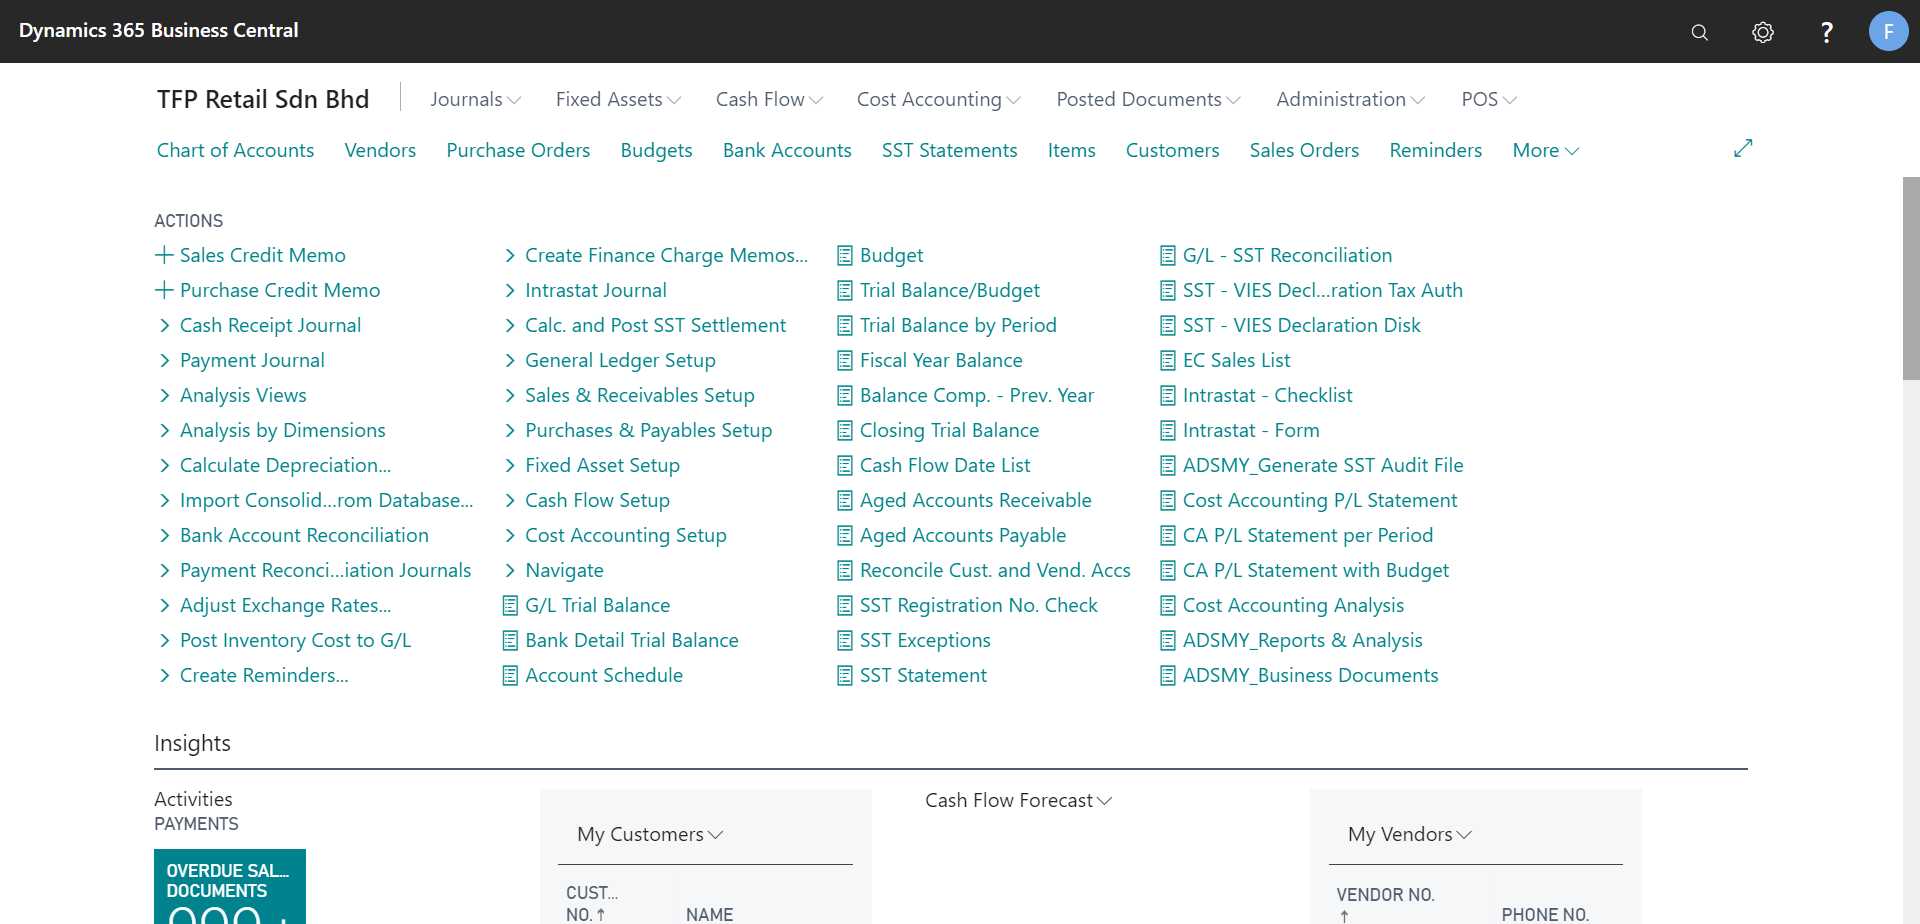 Dynamics 365 Business Central
?
F
TFP Retail Sdn Bhd
Journals
Fixed Assets
Cash Flow
Cost Accounting
Posted Documents
Administration
POS
Chart of Accounts
Vendors
Purchase Orders
Budgets
Bank Accounts
SST Statements
Items
Customers
Sales Orders
Reminders
More
ACTIONS
Sales Credit Memo
Purchase Credit Memo
Cash Receipt Journal
Payment Journal
Analysis Views
Analysis by Dimensions
Calculate Depreciation...
Import Consolid...rom Database...
Bank Account Reconciliation
Payment Reconci...iation Journals
Adjust Exchange Rates...
Post Inventory Cost to G/L
Create Reminders...
Create Finance Charge Memos...
Intrastat Journal
Calc. and Post SST Settlement
General Ledger Setup
Sales & Receivables Setup
Purchases & Payables Setup
Fixed Asset Setup
Cash Flow Setup
Cost Accounting Setup
Navigate
G/L Trial Balance
Bank Detail Trial Balance
Account Schedule
Budget
Trial Balance/Budget
Trial Balance by Period
Fiscal Year Balance
Balance Comp. - Prev. Year
Closing Trial Balance
Cash Flow Date List
Aged Accounts Receivable
Aged Accounts Payable
Reconcile Cust. and Vend. Accs
SST Registration No. Check
SST Exceptions
SST Statement
G/L - SST Reconciliation
SST - VIES Decl...ration Tax Auth
SST - VIES Declaration Disk
EC Sales List
Intrastat - Checklist
Intrastat - Form
ADSMY_Generate SST Audit File
Cost Accounting P/L Statement
CA P/L Statement per Period
CA P/L Statement with Budget
Cost Accounting Analysis
ADSMY_Reports & Analysis
ADSMY_Business Documents
Insights
Activities
PAYMENTS
OVERDUE SAL...
DOCUMENTS
My Customers
CUST...
NO. ↑
NAME
Cash Flow Forecast
My Vendors
VENDOR NO.
↑
PHONE NO.